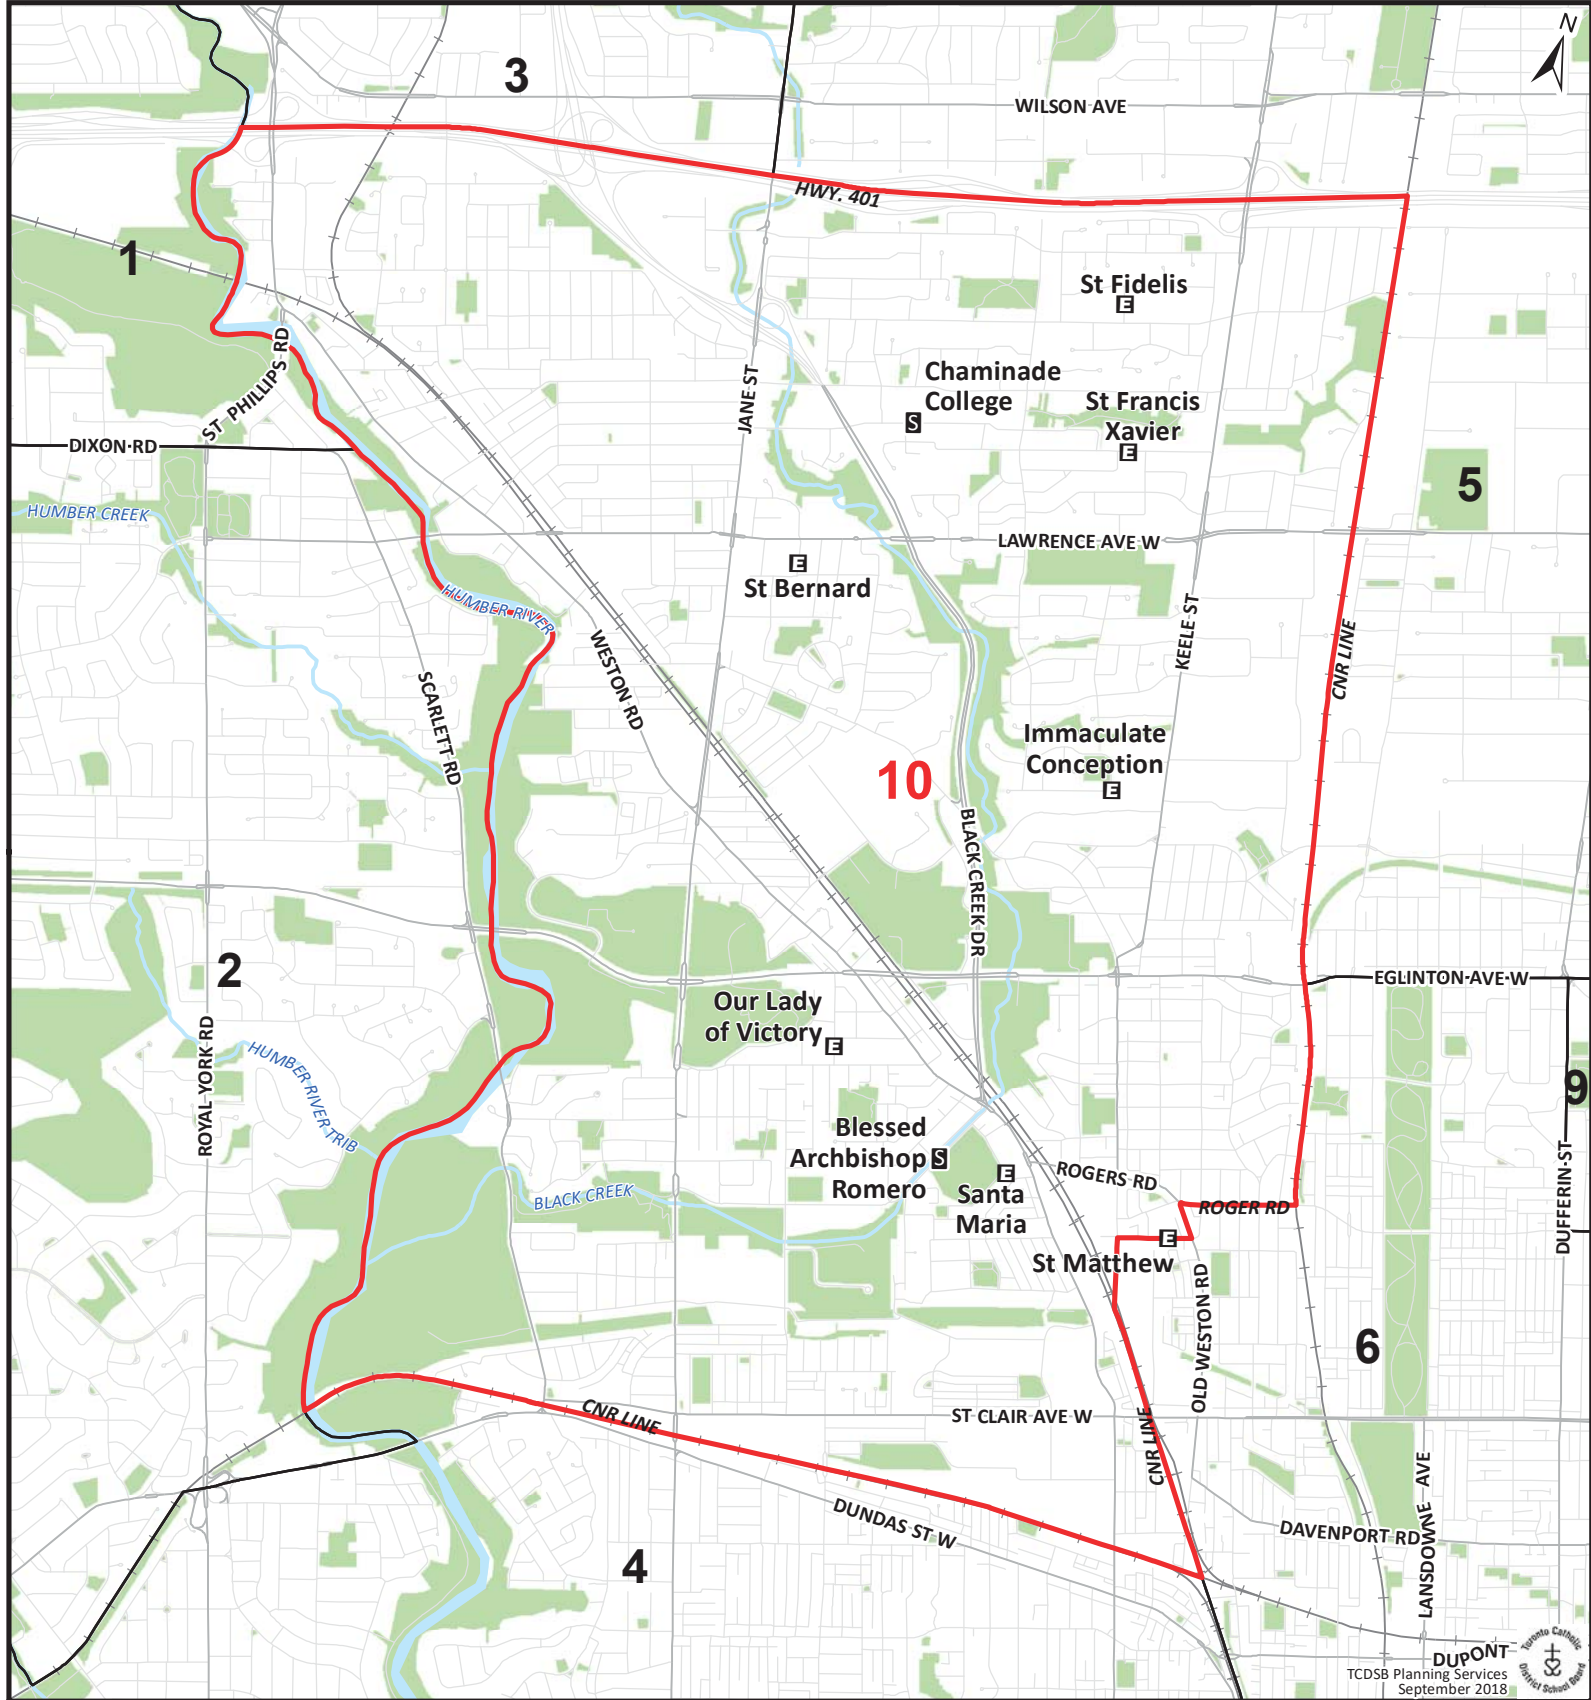 N
3
WILSON AVE
HWY. 401
1
St Fidelis
E
ST PHILLIPS RD
JANE ST
Chaminade
College
S
St Francis
Xavier
E
DIXON RD
5
HUMBER CREEK
LAWRENCE AVE W
E
St Bernard
HUMBER RIVER
KEELE ST
CNR LINE
WESTON RD
SCARLETT RD
Immaculate
Conception
E
10
BLACK CREEK DR
2
EGLINTON AVE W
Our Lady
of Victory
E
ROYAL YORK RD
HUMBER RIVER TRIB
9
Blessed
Archbishop
Romero
S
E
Santa
Maria
ROGERS RD
ROGER RD
DUFFERIN ST
BLACK CREEK
E
St Matthew
OLD WESTON RD
6
CNR LINE
ST CLAIR AVE W
CNR LINE
DUNDAS ST W
DAVENPORT RD
LANSDOWNE AVE
4
DUPONT
TCDSB Planning Services
September 2018
Toronto Catholic
District School Board